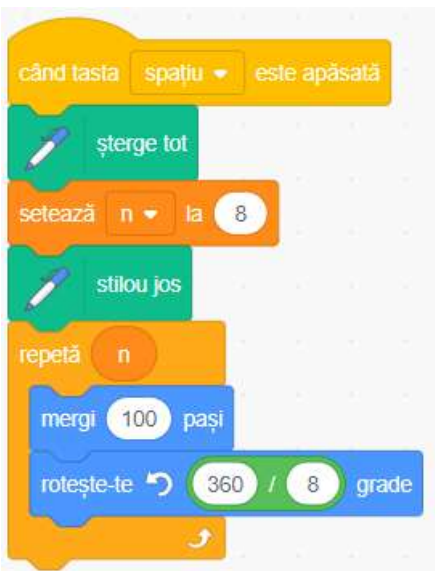 când tasta spațiu este apăsată
șterge tot
setează n la 8
stilou jos
repetă n
mergi 100 pași
rotește-te 360 / 8 grade